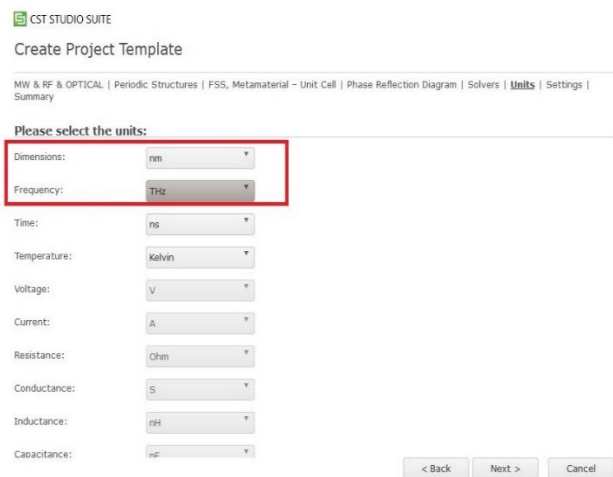 CST STUDIO SUITE
Create Project Template
MW & RF & OPTICAL | Periodic Structures | FSS, Metamaterial – Unit Cell | Phase Reflection Diagram | Solvers | Units | Settings |
Summary
Please select the units:
Dimensions: nm
Frequency: THz
Time: ns
Temperature: Kelvin
Voltage: V
Current: A
Resistance: Ohm
Conductance: S
Inductance: nH
Capacitance: pF
< Back Next > Cancel